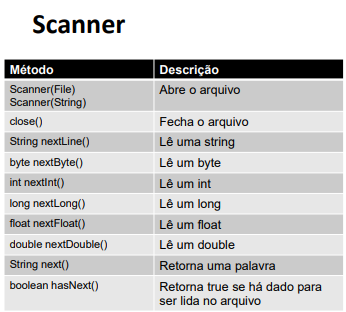 Scanner
Método Descrição
Scanner(File) Abre o arquivo
Scanner(String)
close() Fecha o arquivo
String nextLine() Lê uma string
byte nextByte() Lê um byte
int nextInt() Lê um int
long nextLong() Lê um long
float nextFloat() Lê um float
double nextDouble() Lê um double
String next() Retorna uma palavra
boolean hasNext() Retorna true se há dado para
ser lida no arquivo